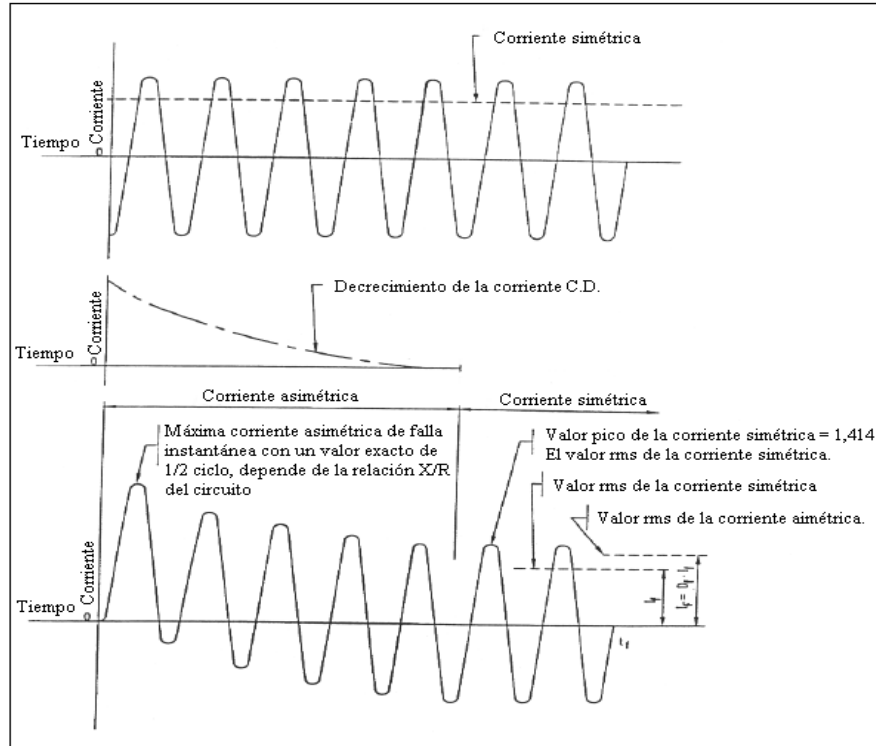 Corriente simétrica
Corriente
Tiempo
0
Decrecimiento de la corriente C.D.
Corriente
Tiempo
0
Corriente asimétrica
Corriente simétrica
Máxima corriente asimétrica de falla
instantánea con un valor exacto de
1/2 ciclo, depende de la relación X/R
del circuito
Valor pico de la corriente simétrica = 1,414
El valor rms de la corriente simétrica.
Valor rms de la corriente simétrica
Valor rms de la corriente aimétrica.
Corriente
Tiempo
0
t f